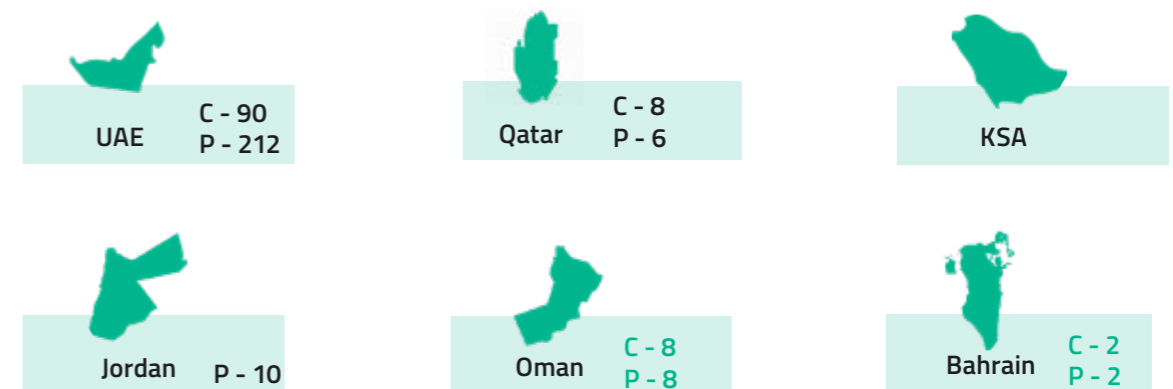 UAE
C - 90
P - 212
Qatar
C - 8
P - 6
KSA
Jordan
P - 10
Oman
C - 8
P - 8
Bahrain
C - 2
P - 2